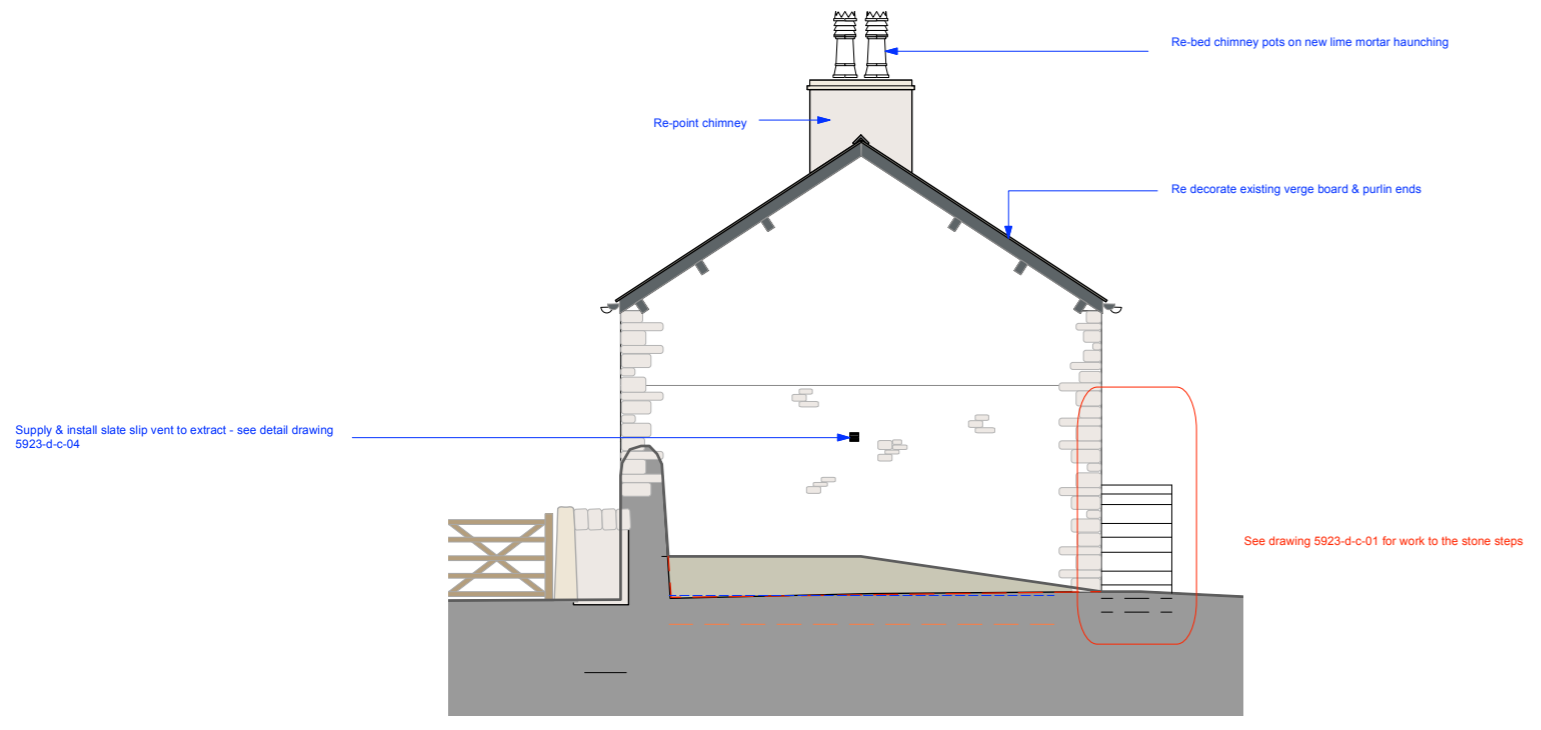 Re-bed chimney pots on new lime mortar haunching
Re-point chimney
Re decorate existing verge board & purlin ends
Supply & install slate slip vent to extract - see detail drawing
5923-d-c-04
See drawing 5923-d-c-01 for work to the stone steps